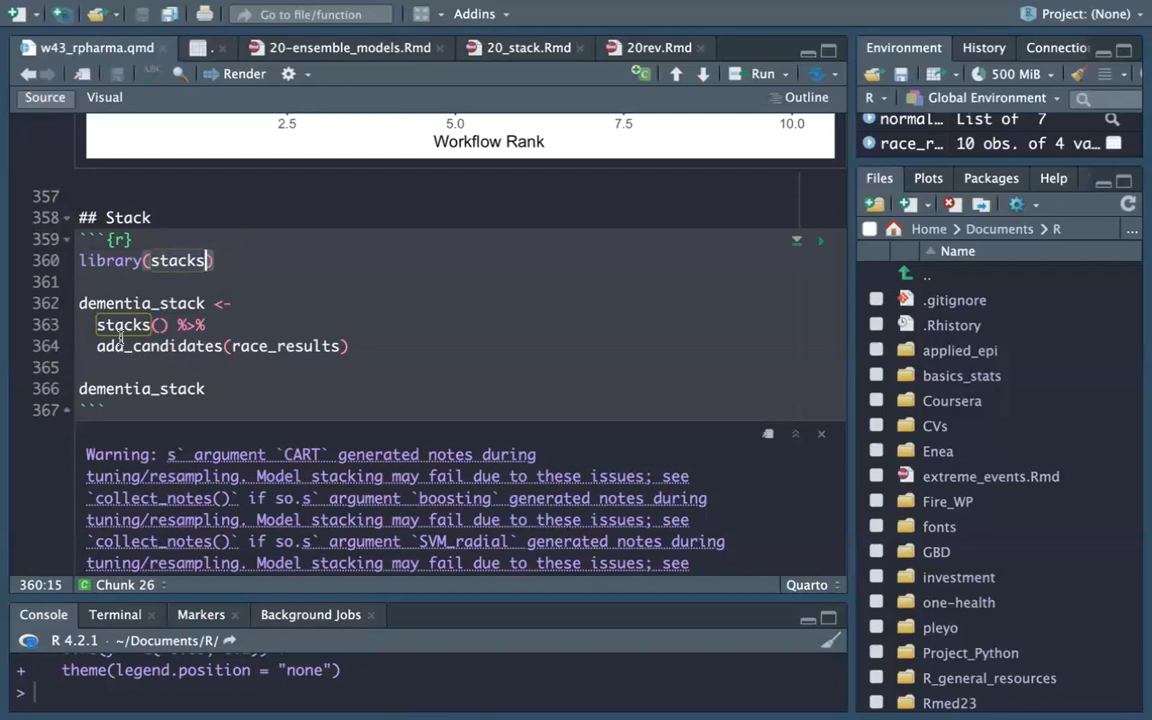 Go to file/function
Addins
Project: (None)
w43_rpharma.qmd
.
20-ensemble_models.Rmd
20_stack.Rmd
20rev.Rmd
ABC
Render
Run
Source
Visual
Outline
2.5 5.0 7.5 10.0
Workflow Rank
357
358 ## Stack
359 ```{r}
360 library(stacks)
361
362 dementia_stack <-
363 stacks() %>%
364 add_candidates(race_results)
365
366 dementia_stack
367 ```
Warning: s` argument `CART` generated notes during
tuning/resampling. Model stacking may fail due to these issues; see
`collect_notes()` if so.s` argument `boosting` generated notes during
tuning/resampling. Model stacking may fail due to these issues; see
`collect_notes()` if so.s` argument `SVM_radial` generated notes during
tuning/resampling. Model stacking may fail due to these issues; see
360:15
Chunk 26
Quarto
Console
Terminal
Markers
Background Jobs
R 4.2.1 · ~/Documents/R/
+ theme(legend.position = "none")
>
Environment
History
Connectio
500 MiB
R
Global Environment
normal… List of 7
race_r… 10 obs. of 4 va…
Files
Plots
Packages
Help
Home
Documents
R
...
Name
..
.gitignore
.Rhistory
applied_epi
basics_stats
Coursera
CVs
Enea
extreme_events.Rmd
Fire_WP
fonts
GBD
investment
one-health
pleyo
Project_Python
R_general_resources
Rmed23